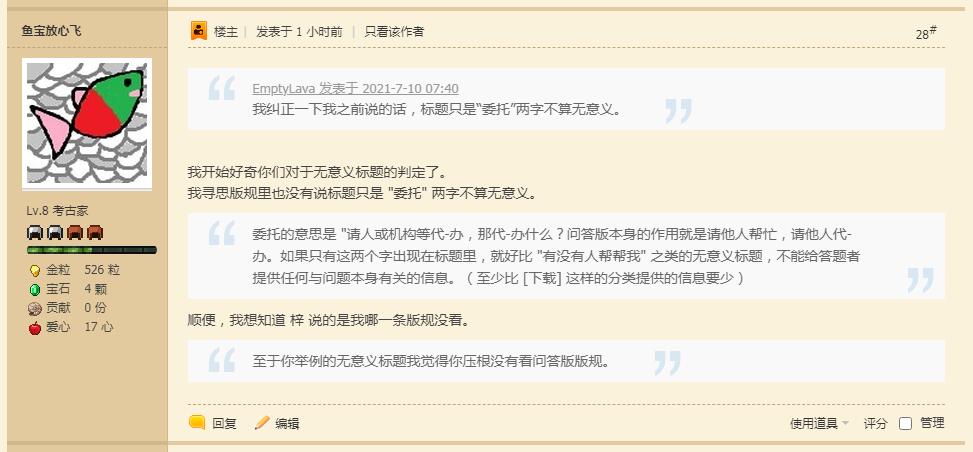 鱼宝放心飞
楼主 | 发表于 1 小时前 | 只看该作者
28#
EmptyLava 发表于 2021-7-10 07:40
我纠正一下我之前说的话，标题只是“委托”两字不算无意义。
我开始好奇你们对于无意义标题的判定了。
我寻思版规里也没有说标题只是 "委托" 两字不算无意义。
委托的意思是 "请人或机构等代-办，那代-办什么？问答版本身的作用就是请他人帮忙，请他人代-
办。如果只有这两个字出现在标题里，就好比 "有没有人帮帮我" 之类的无意义标题，不能给答题者
提供任何与问题本身有关的信息。（ 至少比 [下载] 这样的分类提供的信息要少 ）
顺便，我想知道 梓 说的是我哪一条版规没看。
至于你举例的无意义标题我觉得你压根没有看问答版版规。
Lv.8 考古家
金粒 526 粒
宝石 4 颗
贡献 0 份
爱心 17 心
回复 编辑
使用道具 评分 管理